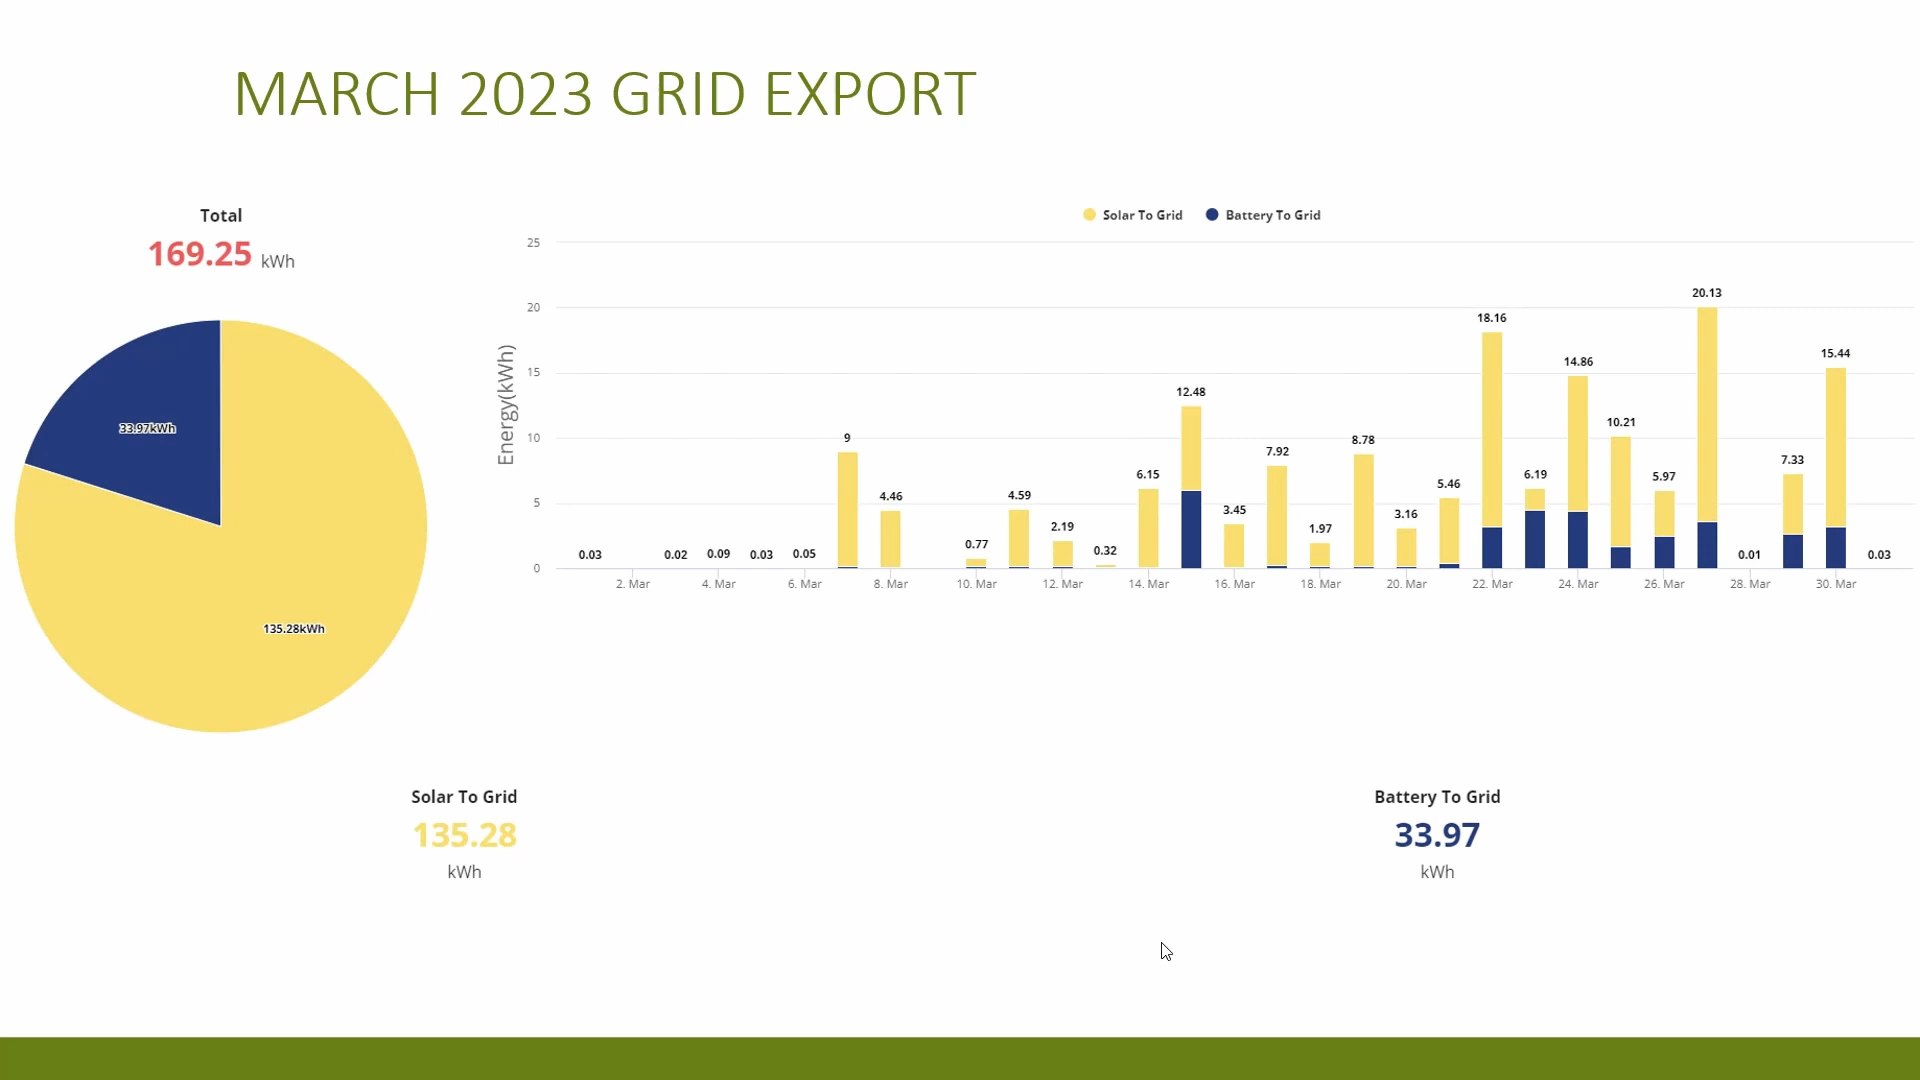 MARCH 2023 GRID EXPORT
Total
169.25 kWh
33.97kWh
135.28kWh
Solar To Grid Battery To Grid
Energy(kWh)
25
20
15
10
5
0
0.03 0.02 0.09 0.03 0.05 9 4.46 0.77 4.59 2.19 0.32 6.15 12.48 3.45 7.92 1.97 8.78 3.16 5.46 18.16 6.19 14.86 10.21 5.97 20.13 0.01 7.33 15.44 0.03
2. Mar 4. Mar 6. Mar 8. Mar 10. Mar 12. Mar 14. Mar 16. Mar 18. Mar 20. Mar 22. Mar 24. Mar 26. Mar 28. Mar 30. Mar
Solar To Grid
135.28
kWh
Battery To Grid
33.97
kWh